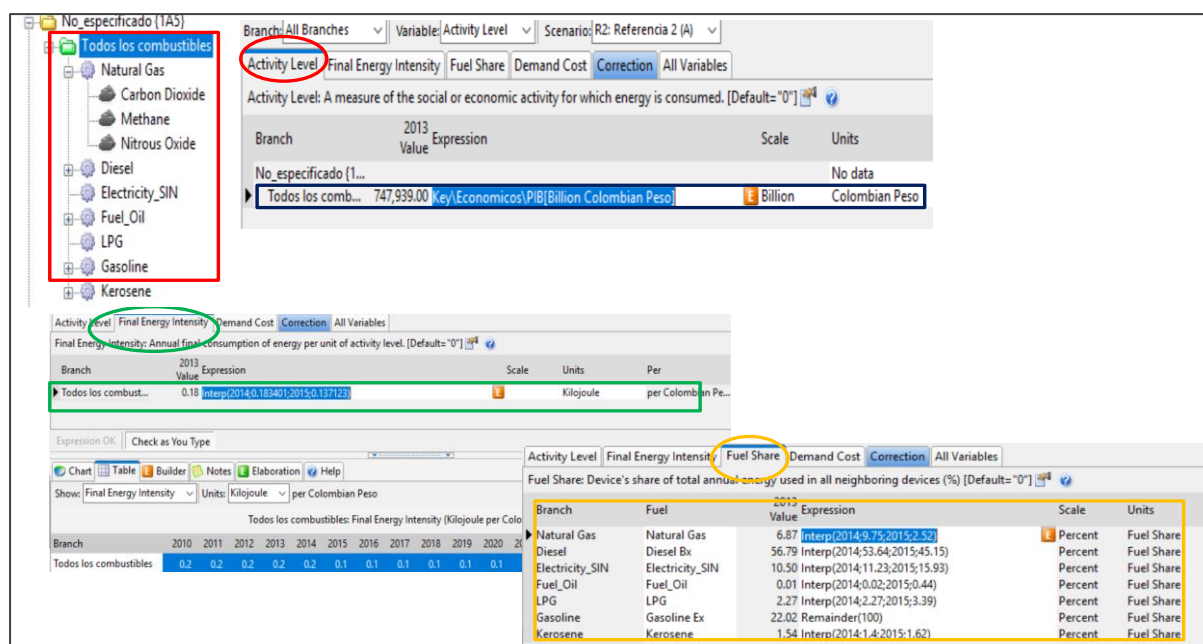 No_especificado {1A5}
Todos los combustibles
Natural Gas
Carbon Dioxide
Methane
Nitrous Oxide
Diesel
Electricity_SIN
Fuel_Oil
LPG
Gasoline
Kerosene
Branch: All Branches Variable: Activity Level Scenario: R2: Referencia 2 (A)
Activity Level Final Energy Intensity Fuel Share Demand Cost Correction All Variables
Activity Level: A measure of the social or economic activity for which energy is consumed. [Default="0"]
Branch 2013 Value Expression Scale Units
No_especificado {1... No data
Todos los comb... 747,939.00 Key\Economicos\PIB[Billion Colombian Peso] E Billion Colombian Peso
Activity Level Final Energy Intensity Demand Cost Correction All Variables
Final Energy Intensity: Annual final consumption of energy per unit of activity level. [Default="0"]
Branch 2013 Value Expression Scale Units Per
Todos los combust... 0.18 Interp(2014;0.183401;2015;0.137123) E Kilojoule per Colombian Pe...
Expression OK Check as You Type
Chart Table Builder Notes Elaboration Help
Show: Final Energy Intensity Units: Kilojoule per Colombian Peso
Todos los combustibles: Final Energy Intensity (Kilojoule per Colo
Branch 2010 2011 2012 2013 2014 2015 2016 2017 2018 2019 2020 2
Todos los combustibles 0.2 0.2 0.2 0.2 0.2 0.1 0.1 0.1 0.1 0.1 0.1
Activity Level Final Energy Intensity Fuel Share Demand Cost Correction All Variables
Fuel Share: Device's share of total annual energy used in all neighboring devices (%) [Default="0"]
Branch Fuel 2013 Value Expression Scale Units
Natural Gas Natural Gas 6.87 Interp(2014;9.75;2015;2.52) E Percent Fuel Share
Diesel Diesel Bx 56.79 Interp(2014;53.64;2015;45.15) Percent Fuel Share
Electricity_SIN Electricity_SIN 10.50 Interp(2014;11.23;2015;15.93) Percent Fuel Share
Fuel_Oil Fuel_Oil 0.01 Interp(2014;0.02;2015;0.44) Percent Fuel Share
LPG LPG 2.27 Interp(2014;2.27;2015;3.39) Percent Fuel Share
Gasoline Gasoline Ex 22.02 Remainder(100) Percent Fuel Share
Kerosene Kerosene 1.54 Interp(2014;1.4;2015;1.62) Percent Fuel Share